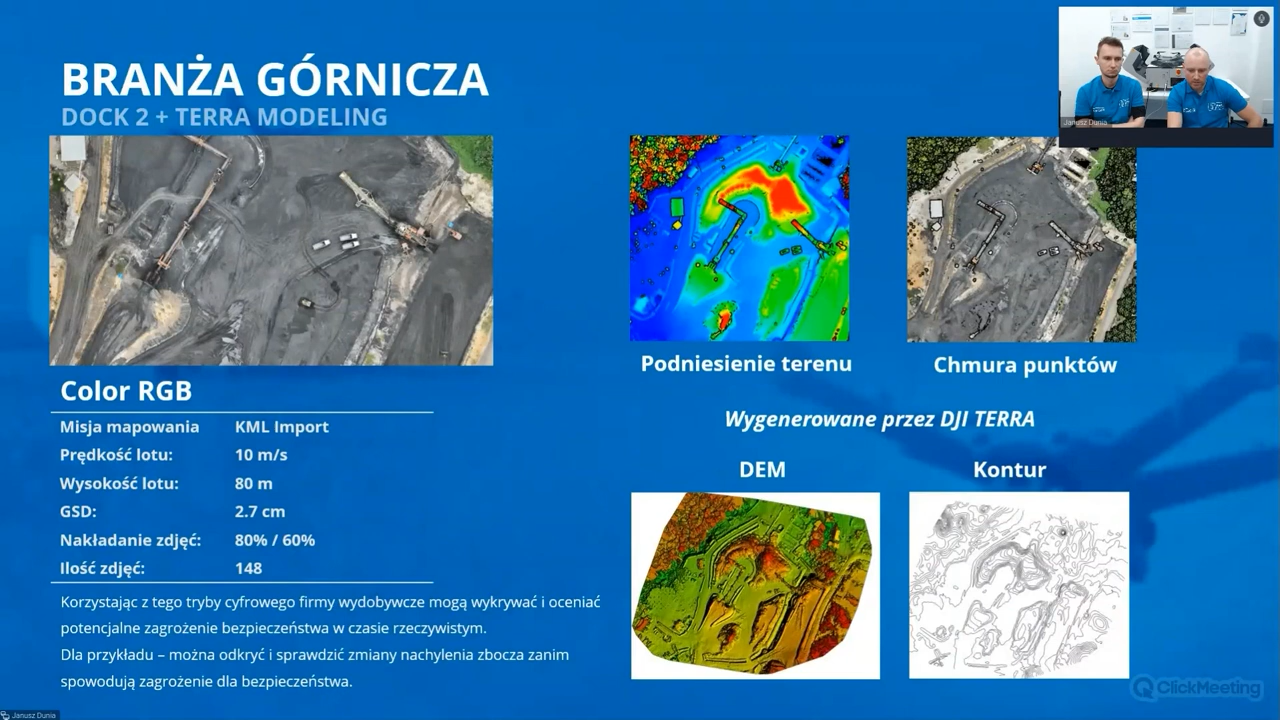 BRANŻA GÓRNICZA
DOCK 2 + TERRA MODELING
Janusz Dunia
Color RGB
Misja mapowania KML Import
Prędkość lotu: 10 m/s
Wysokość lotu: 80 m
GSD: 2.7 cm
Nakładanie zdjęć: 80% / 60%
Ilość zdjęć: 148
Korzystając z tego tryby cyfrowego firmy wydobywcze mogą wykrywać i oceniać
potencjalne zagrożenie bezpieczeństwa w czasie rzeczywistym.
Dla przykładu – można odkryć i sprawdzić zmiany nachylenia zbocza zanim
spowodują zagrożenie dla bezpieczeństwa.
Podniesienie terenu
Chmura punktów
Wygenerowane przez DJI TERRA
DEM
Kontur
ClickMeeting
Janusz Dunia